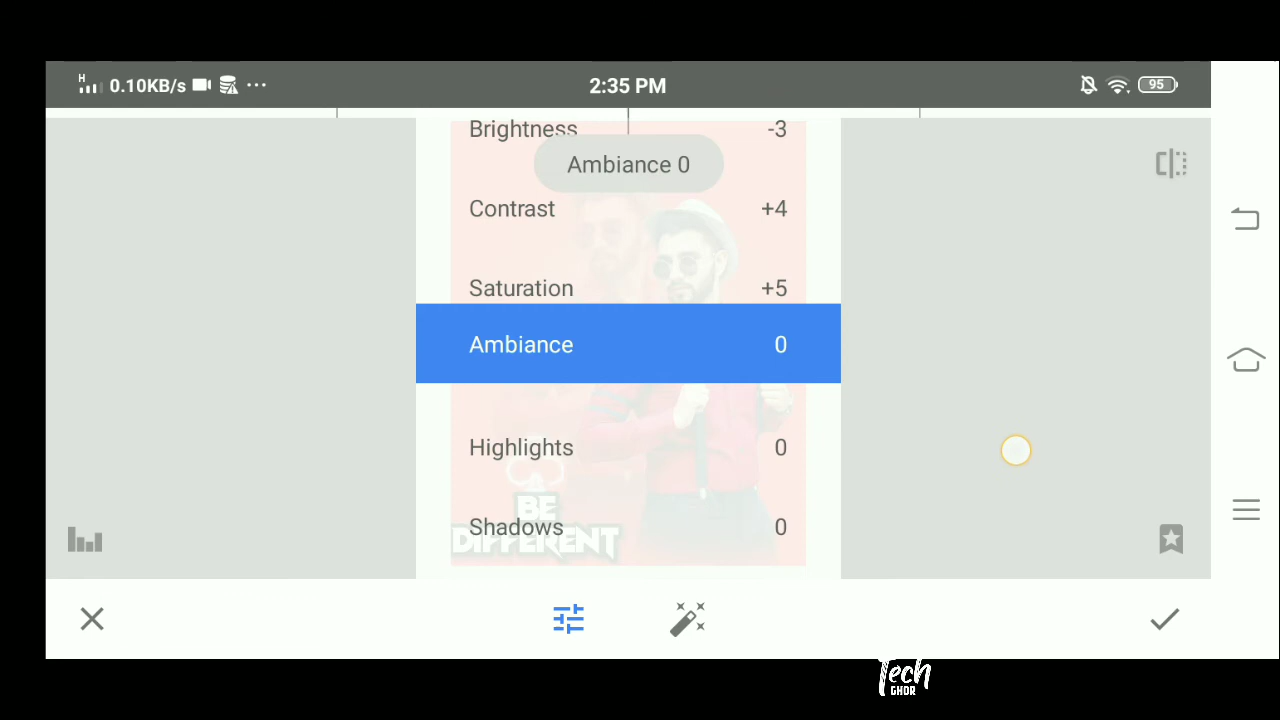 H 0.10KB/s ... 2:35 PM 95
Brightness -3
Ambiance 0
Contrast +4
Saturation +5
Ambiance 0
Highlights 0
BE
Shadows 0
DIFFERENT
Tech
GHOR